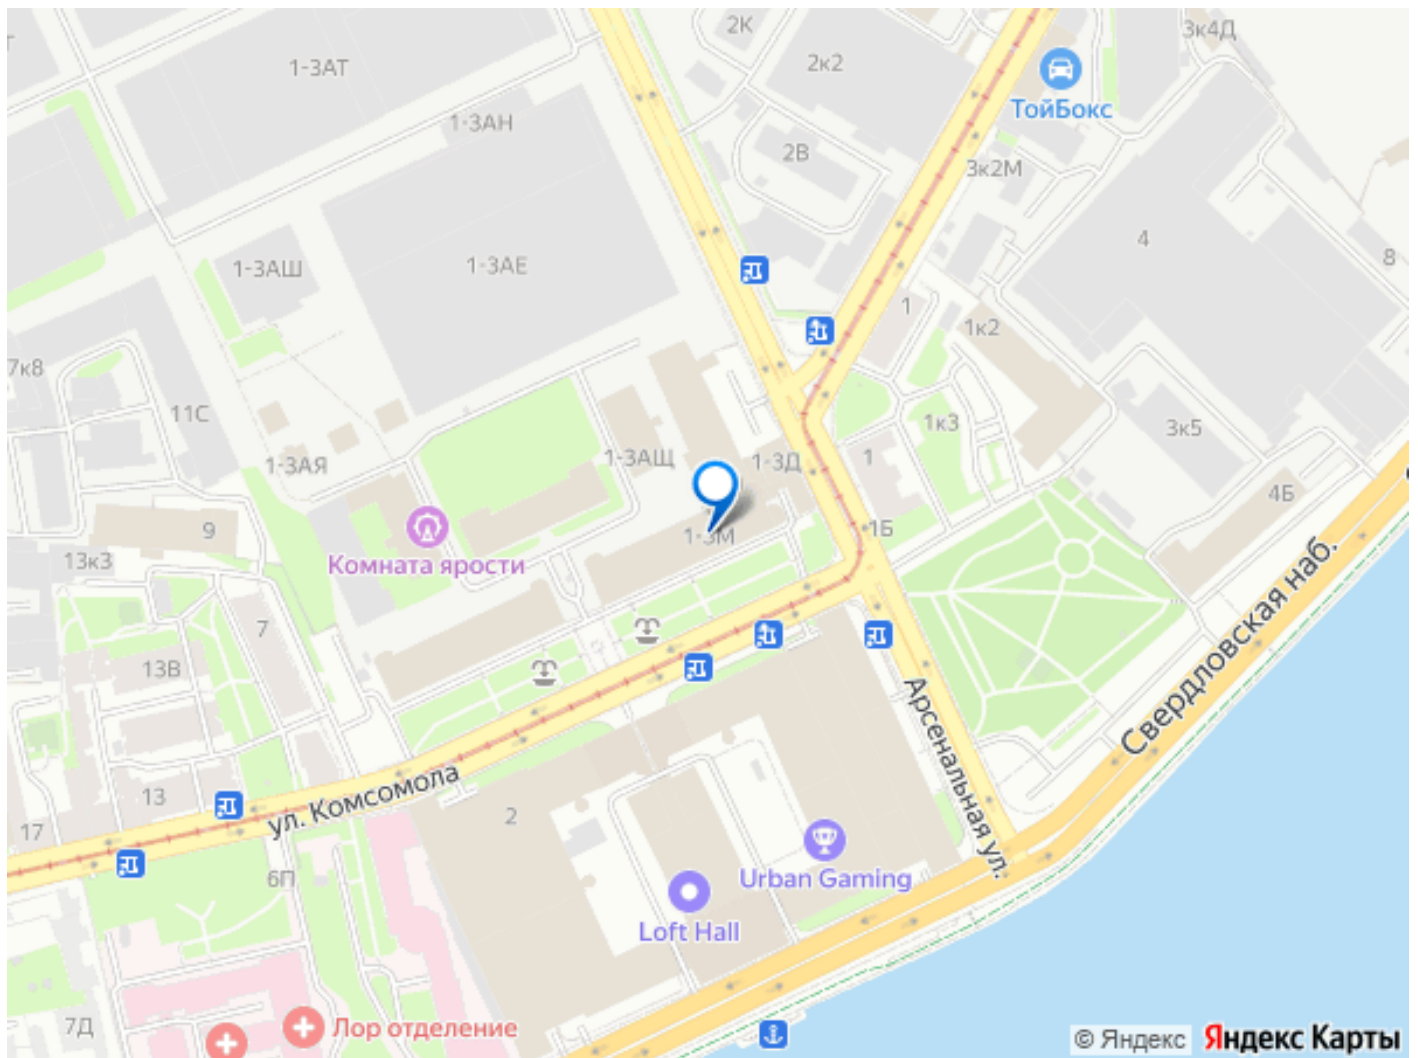 2К
3к4Д
1-3АТ
2к2
ТойБокс
1-3АН
2В
3к2М
4
8
1-3АШ
1-3АЕ
1
1к2
7к8
11С
1к3
3к5
1-3АЯ
1-3АЩ
1-3Д
1
4Б
9
1-3М
1Б
13к3
Комната ярости
7
13В
Свердловская наб.
Арсенальная ул.
ул. Комсомола
13
17
2
6П
Urban Gaming
Loft Hall
7Д
Лор отделение
© Яндекс
Яндекс Карты